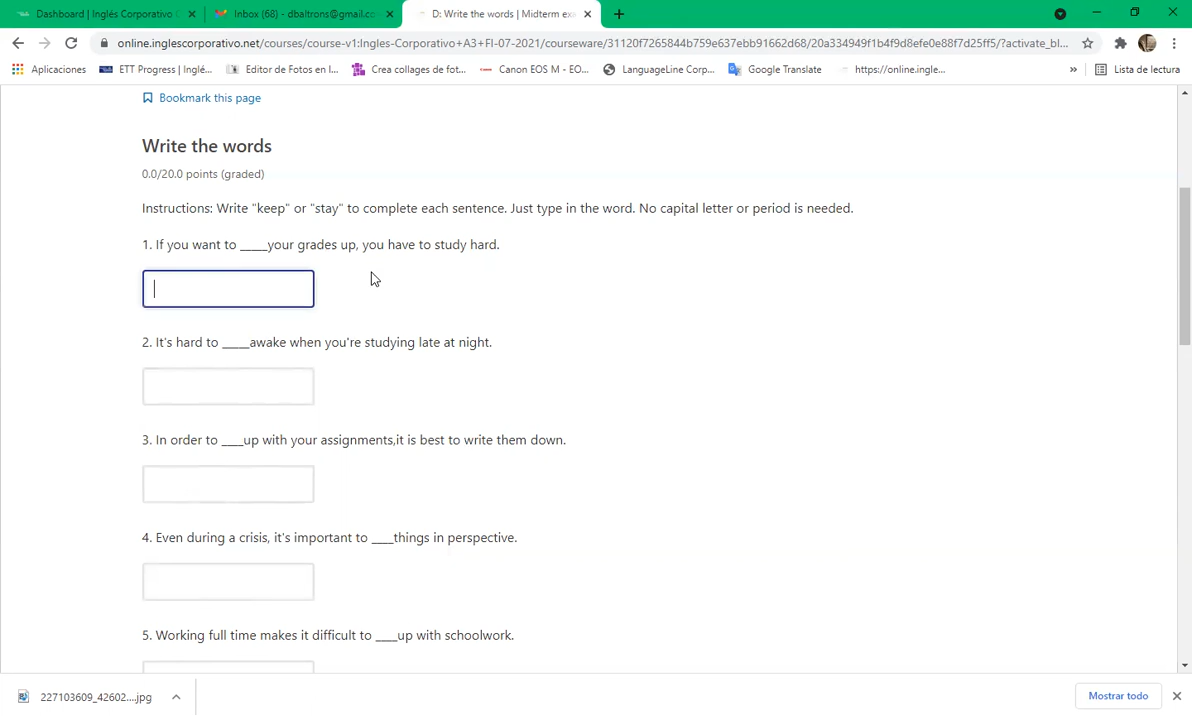 Dashboard | Inglés Corporativo
Inbox (68) - dbaltrons@gmail.co
D: Write the words | Midterm ex
online.inglescorporativo.net/courses/course-v1:Ingles-Corporativo+A3+FI-07-2021/courseware/31120f7265844b759e637ebb91662d68/20a334949f1b4f9d8efe0e88f7d25ff5/?activate_bl...
Aplicaciones ETT Progress | Inglé... Editor de Fotos en l... Crea collages de fot... Canon EOS M - EO... LanguageLine Corp... Google Translate https://online.ingle... » Lista de lectura
Bookmark this page
Write the words
0.0/20.0 points (graded)
Instructions: Write "keep" or "stay" to complete each sentence. Just type in the word. No capital letter or period is needed.
1. If you want to _____your grades up, you have to study hard.
2. It's hard to _____awake when you're studying late at night.
3. In order to ____up with your assignments,it is best to write them down.
4. Even during a crisis, it's important to ____things in perspective.
5. Working full time makes it difficult to ____up with schoolwork.
227103609_42602....jpg
Mostrar todo